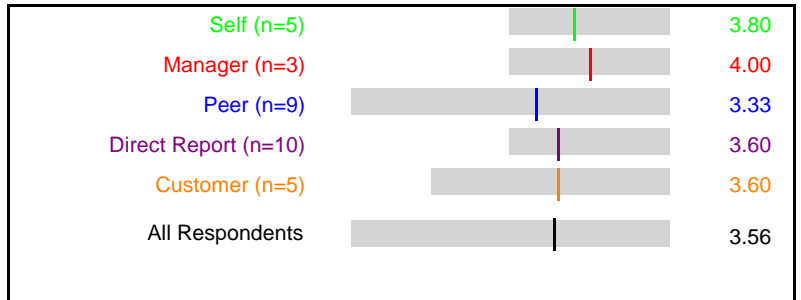 Self (n=5) 3.80
Manager (n=3) 4.00
Peer (n=9) 3.33
Direct Report (n=10) 3.60
Customer (n=5) 3.60
All Respondents 3.56